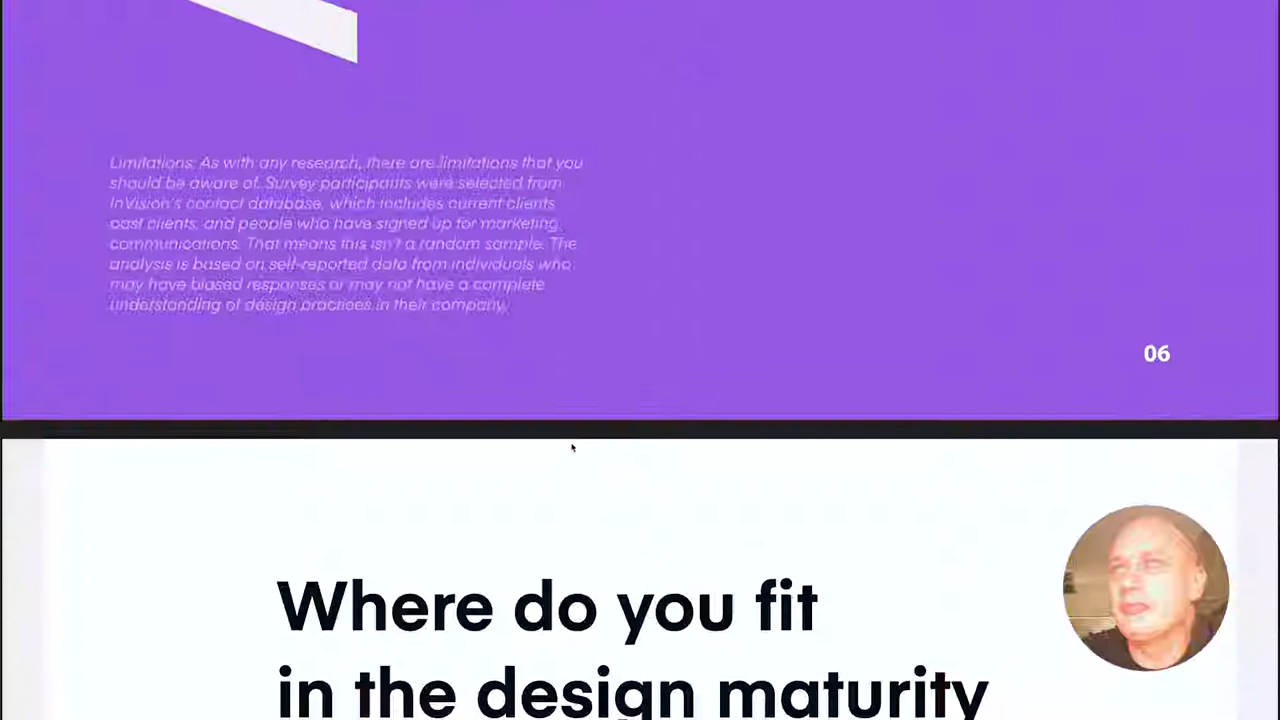 Limitations: As with any research, there are limitations that you
should be aware of. Survey participants were selected from
InVision's contact database, which includes current clients
past clients, and people who have signed up for marketing
communications. That means this isn't a random sample. The
analysis is based on self-reported data from individuals who
may have biased responses or may not have a complete
understanding of design practices in their company.
06
Where do you fit
in the design maturity